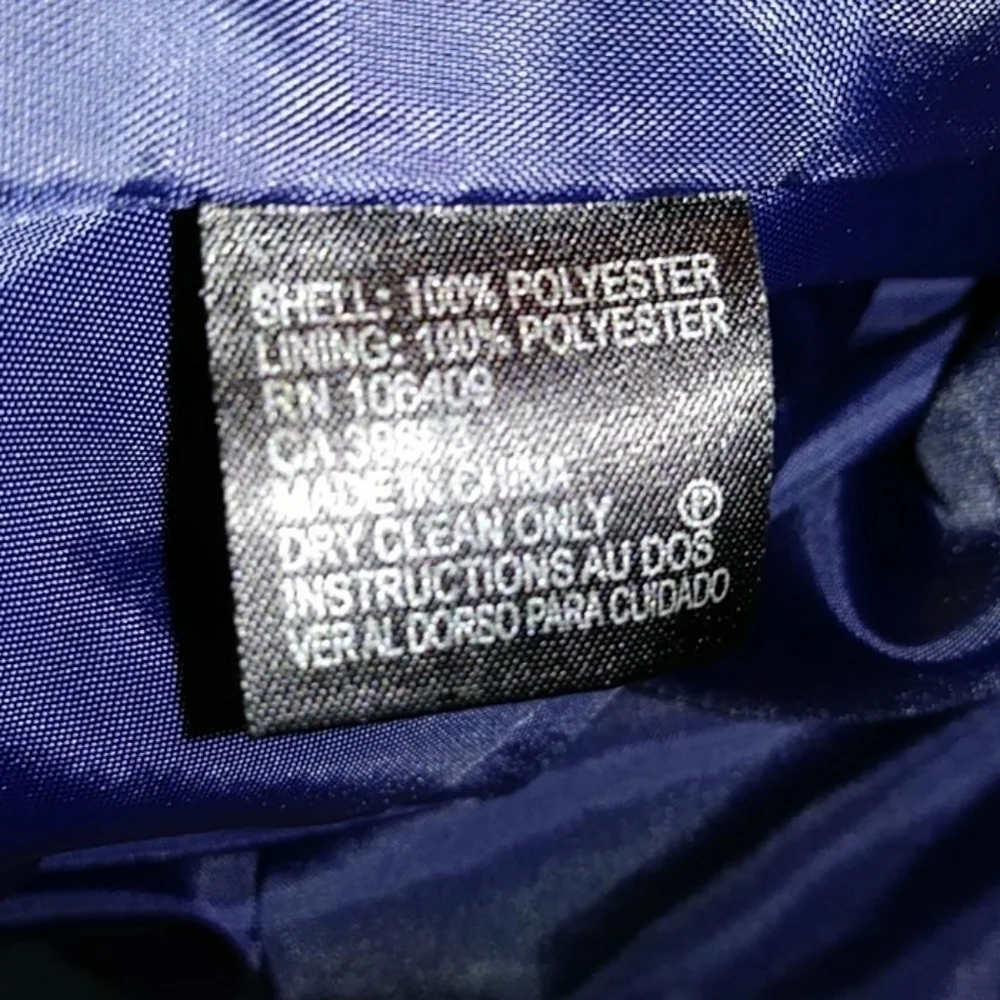 SHELL: 100% POLYESTER
LINING: 100% POLYESTER
RN 106409
CA
MADE IN CHINA
DRY CLEAN ONLY Ⓟ
INSTRUCTIONS AU DOS
VER AL DORSO PARA CUIDADO